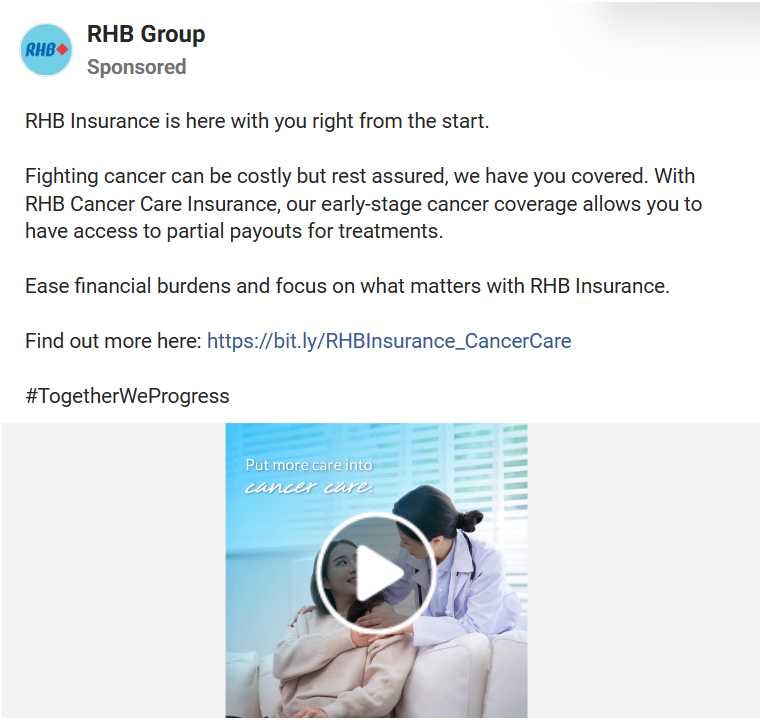 RHB
RHB Group
Sponsored
RHB Insurance is here with you right from the start.
Fighting cancer can be costly but rest assured, we have you covered. With
RHB Cancer Care Insurance, our early-stage cancer coverage allows you to
have access to partial payouts for treatments.
Ease financial burdens and focus on what matters with RHB Insurance.
Find out more here: https://bit.ly/RHBInsurance_CancerCare
#TogetherWeProgress
Put more care into
cancer care.